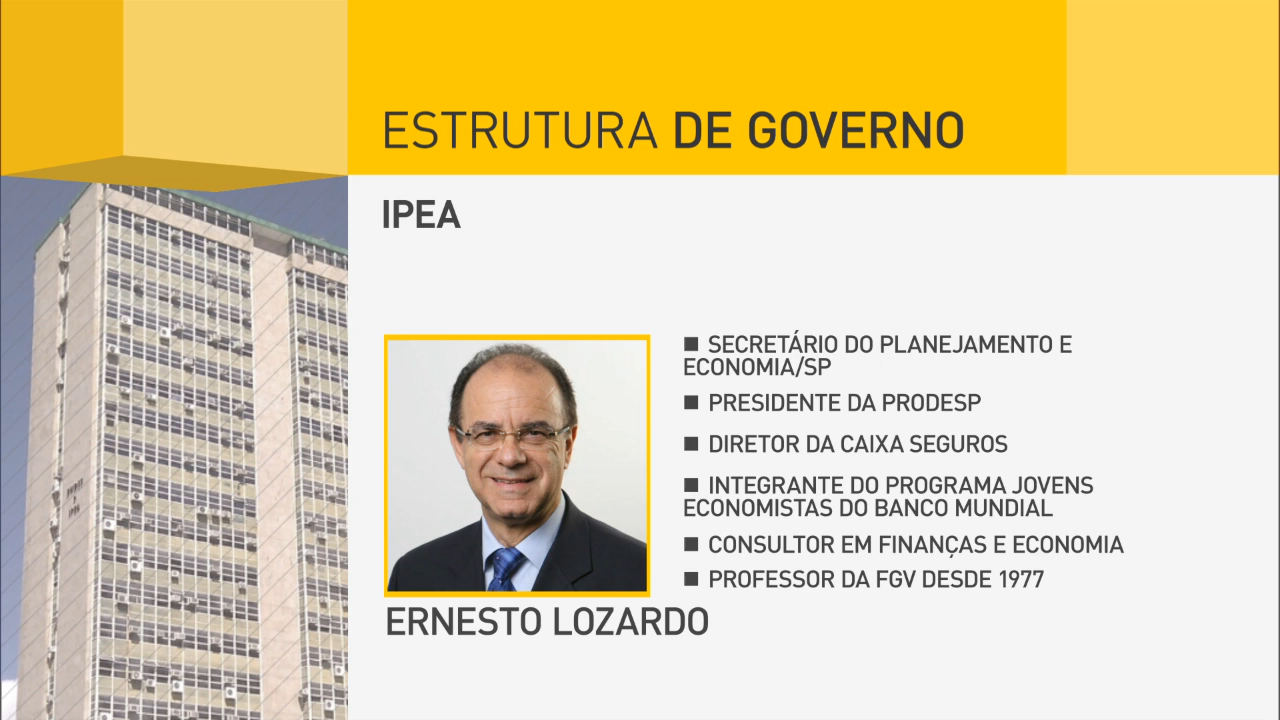 ESTRUTURA DE GOVERNO
IPEA
■ SECRETÁRIO DO PLANEJAMENTO E
ECONOMIA/SP
■ PRESIDENTE DA PRODESP
■ DIRETOR DA CAIXA SEGUROS
■ INTEGRANTE DO PROGRAMA JOVENS
ECONOMISTAS DO BANCO MUNDIAL
■ CONSULTOR EM FINANÇAS E ECONOMIA
■ PROFESSOR DA FGV DESDE 1977
ERNESTO LOZARDO